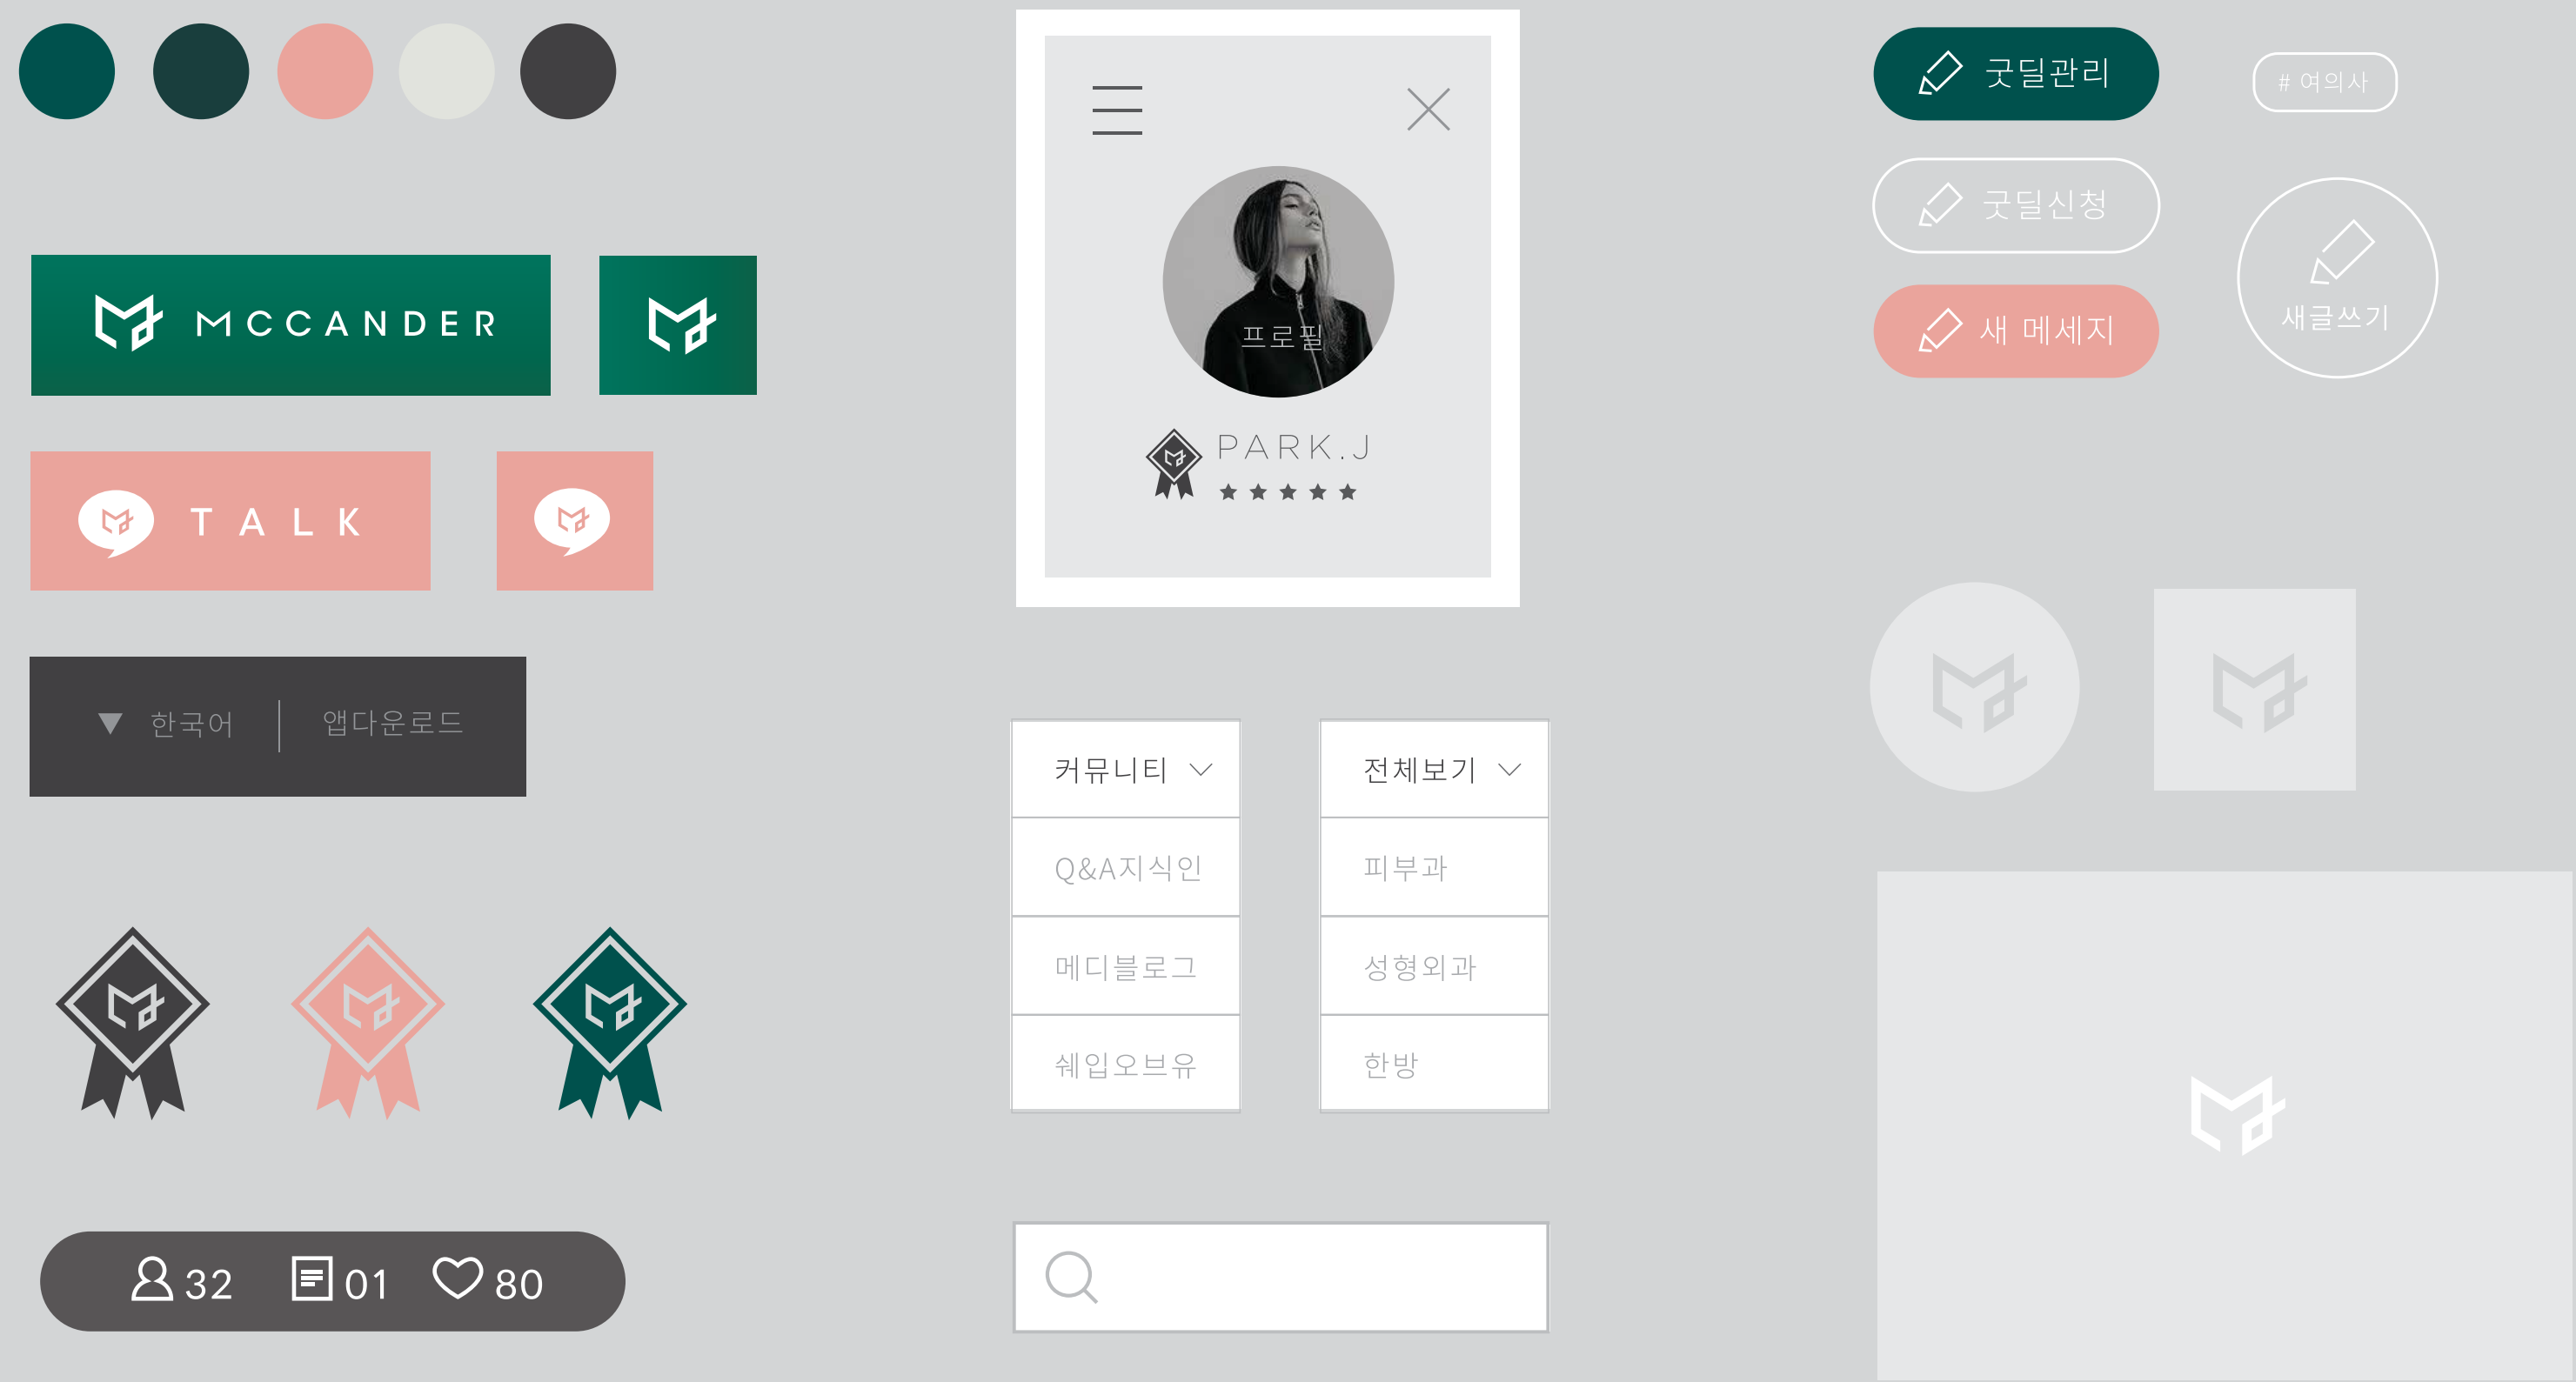 MCCANDER
TALK
한국어
앱다운로드
32
01
80
프로필
PARK.J
커뮤니티
Q&A지식인
메디블로그
쉐입오브유
전체보기
피부과
성형외과
한방
굿딜관리
굿딜신청
새 메세지
# 여의사
새글쓰기